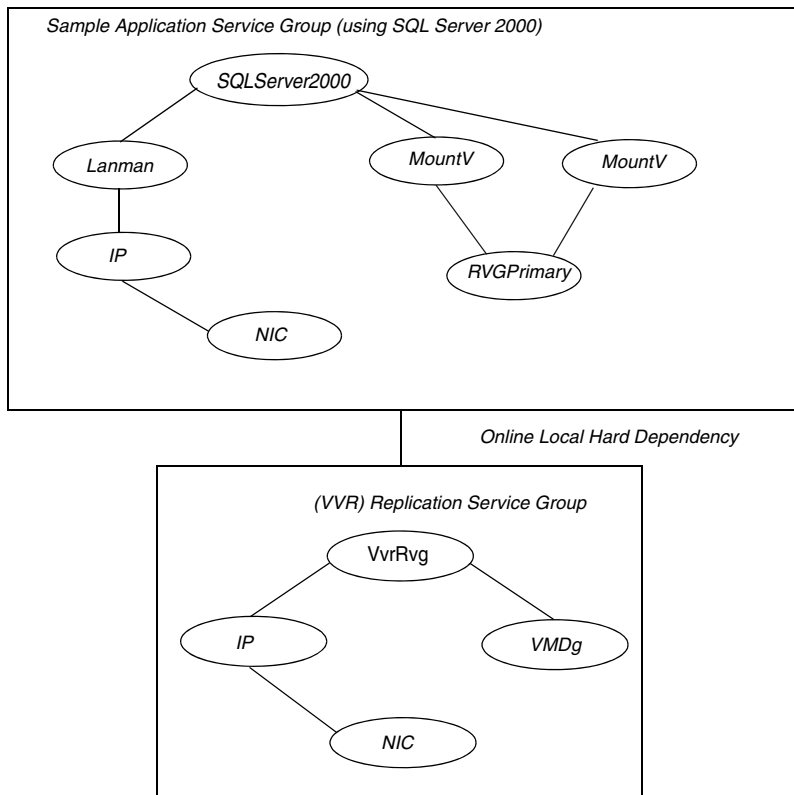 Sample Application Service Group (using SQL Server 2000)
SQLServer2000
Lanman
MountV
MountV
IP
RVGPrimary
NIC
Online Local Hard Dependency
(VVR) Replication Service Group
VvrRvg
IP
VMDg
NIC